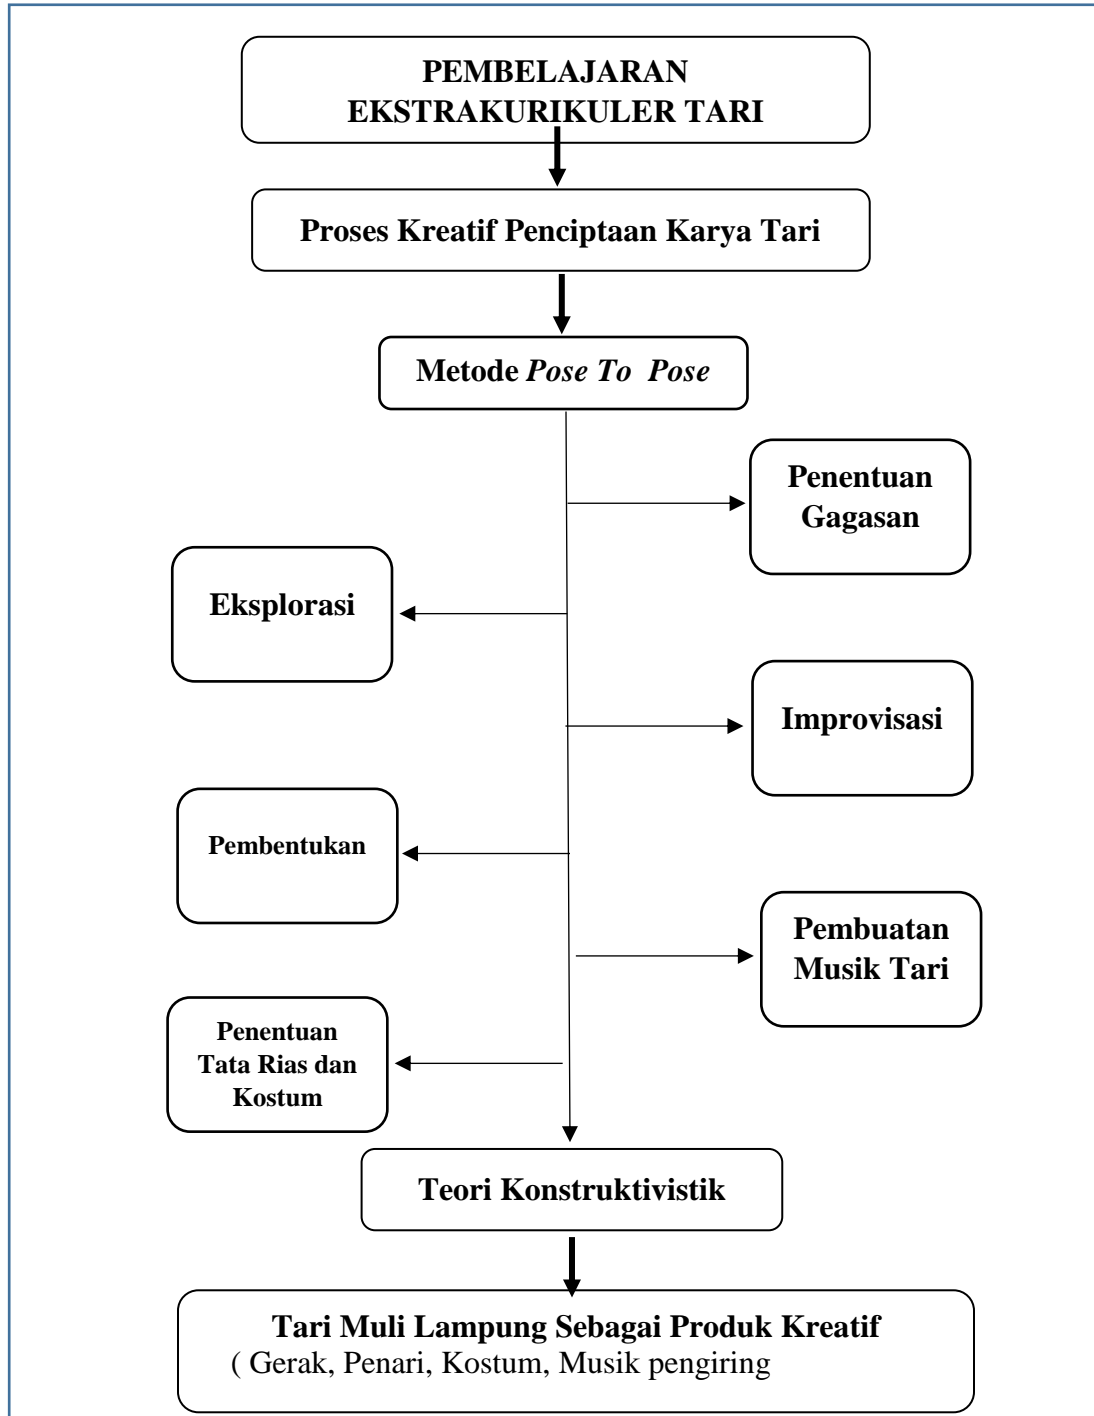 PEMBELAJARAN
EKSTRAKURIKULER TARI
Proses Kreatif Penciptaan Karya Tari
Metode Pose To Pose
Penentuan
Gagasan
Eksplorasi
Improvisasi
Pembentukan
Pembuatan
Musik Tari
Penentuan
Tata Rias dan
Kostum
Teori Konstruktivistik
Tari Muli Lampung Sebagai Produk Kreatif
( Gerak, Penari, Kostum, Musik pengiring